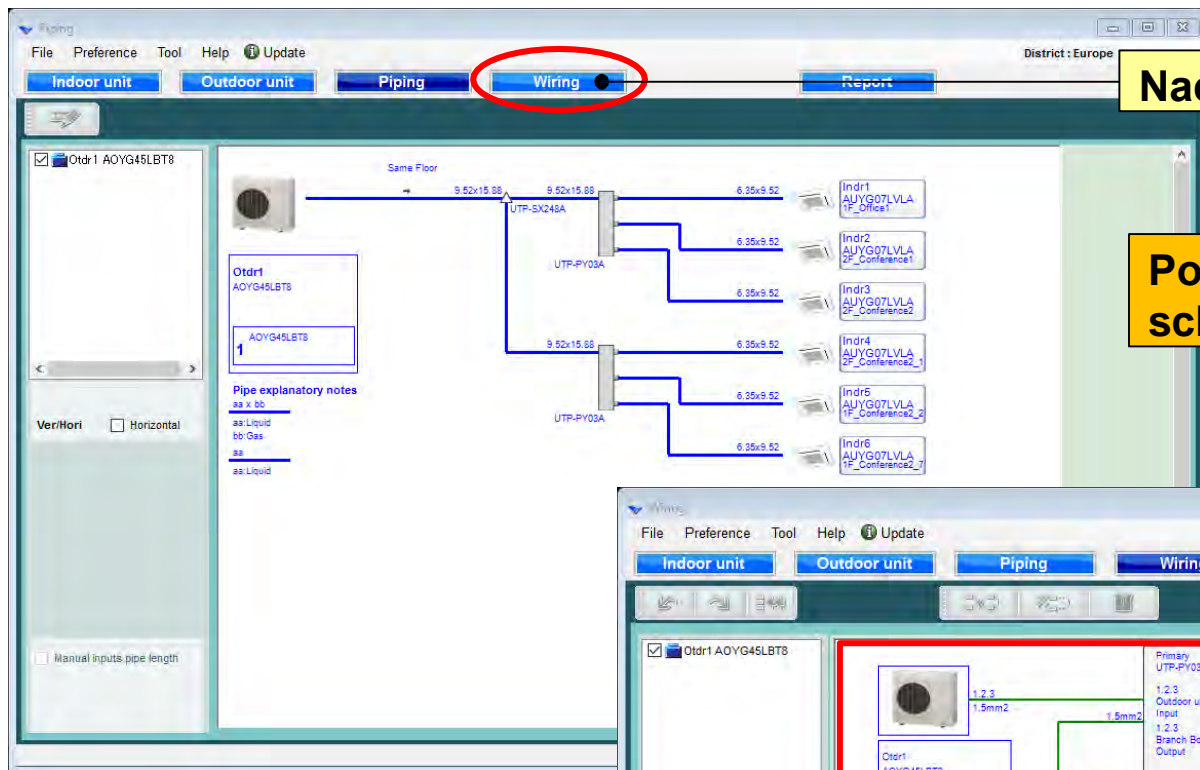 Piping
File Preference Tool Help Update
District : Europe
Indoor unit Outdoor unit Piping Wiring Report
Otdr1 AOYG45LBT8
Ver/Hori Horizontal
Manual inputs pipe length
Same Floor
9.52x15.88
9.52x15.88
UTP-SX248A
UTP-PY03A
6.35x9.52
Indr1
AUYG07LVLA
1F_Office1
6.35x9.52
Indr2
AUYG07LVLA
2F_Conference1
6.35x9.52
Indr3
AUYG07LVLA
2F_Conference2
9.52x15.88
UTP-PY03A
6.35x9.52
Indr4
AUYG07LVLA
2F_Conference2_1
6.35x9.52
Indr5
AUYG07LVLA
1F_Conference2_2
6.35x9.52
Indr6
AUYG07LVLA
1F_Conference2_7
Otdr1
AOYG45LBT8
AOYG45LBT8
1
Pipe explanatory notes
aa x bb
aa:Liquid
bb:Gas
aa
aa:Liquid
Wiring
File Preference Tool Help Update
Indoor unit Outdoor unit Piping Wiring
Otdr1 AOYG45LBT8
1.2.3
1.5mm2
1.5mm2
Primary
UTP-PY03
1.2.3
Outdoor u
Input
1.2.3
Branch Bo
Output
Otdr1